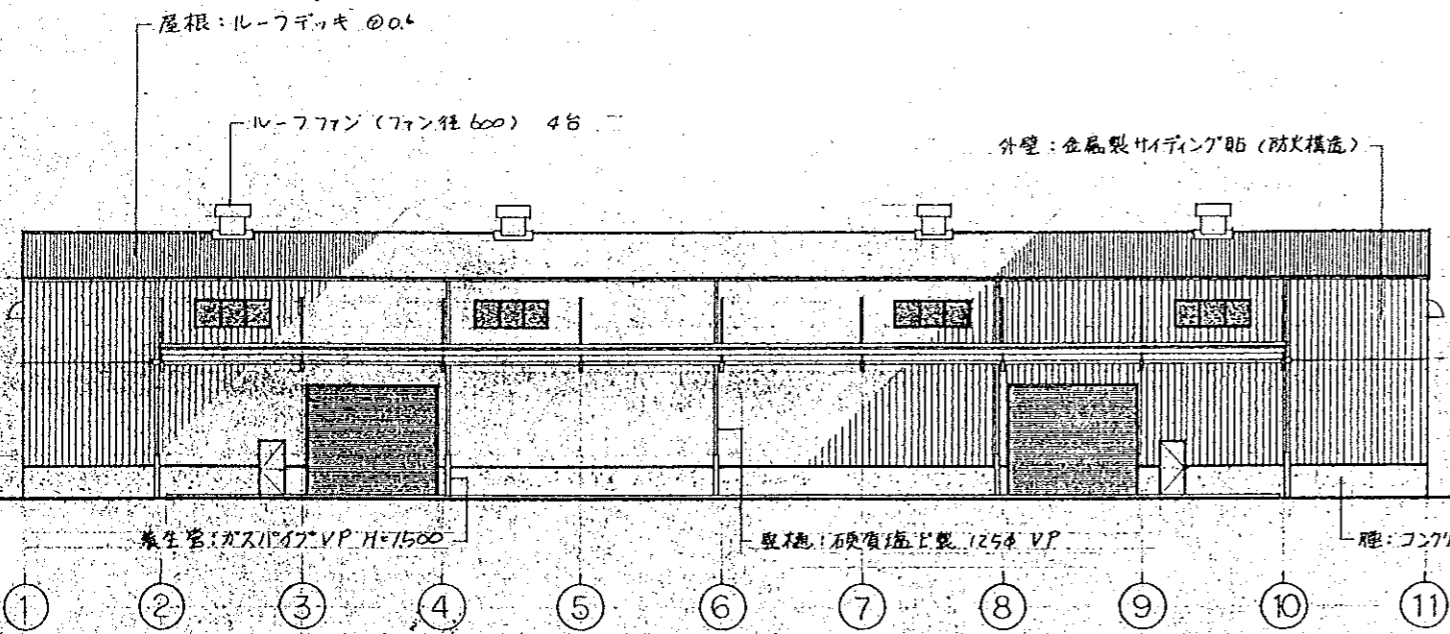 屋根：ルーフデッキ ⓐ0.6
ルーフファン (ファン径 600) 4台
外壁：金属製サイディング貼 (防火構造)
養生管：ガスパイプ VP H=1500
竪樋：硬質塩ビ製 125φ VP
腰：コンクリ
① ② ③ ④ ⑤ ⑥ ⑦ ⑧ ⑨ ⑩ ⑪